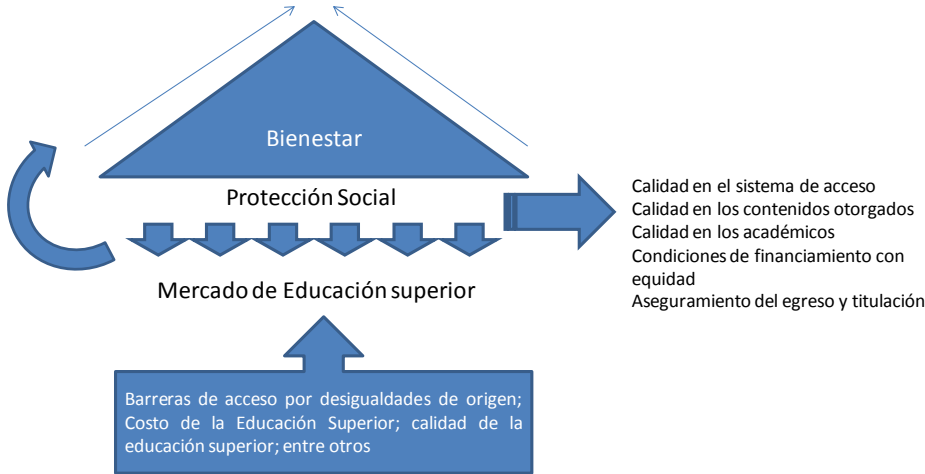 Bienestar
Protección Social
Mercado de Educación superior
Calidad en el sistema de acceso
Calidad en los contenidos otorgados
Calidad en los académicos
Condiciones de financiamiento con
equidad
Aseguramiento del egreso y titulación
Barreras de acceso por desigualdades de origen;
Costo de la Educación Superior; calidad de la
educación superior; entre otros